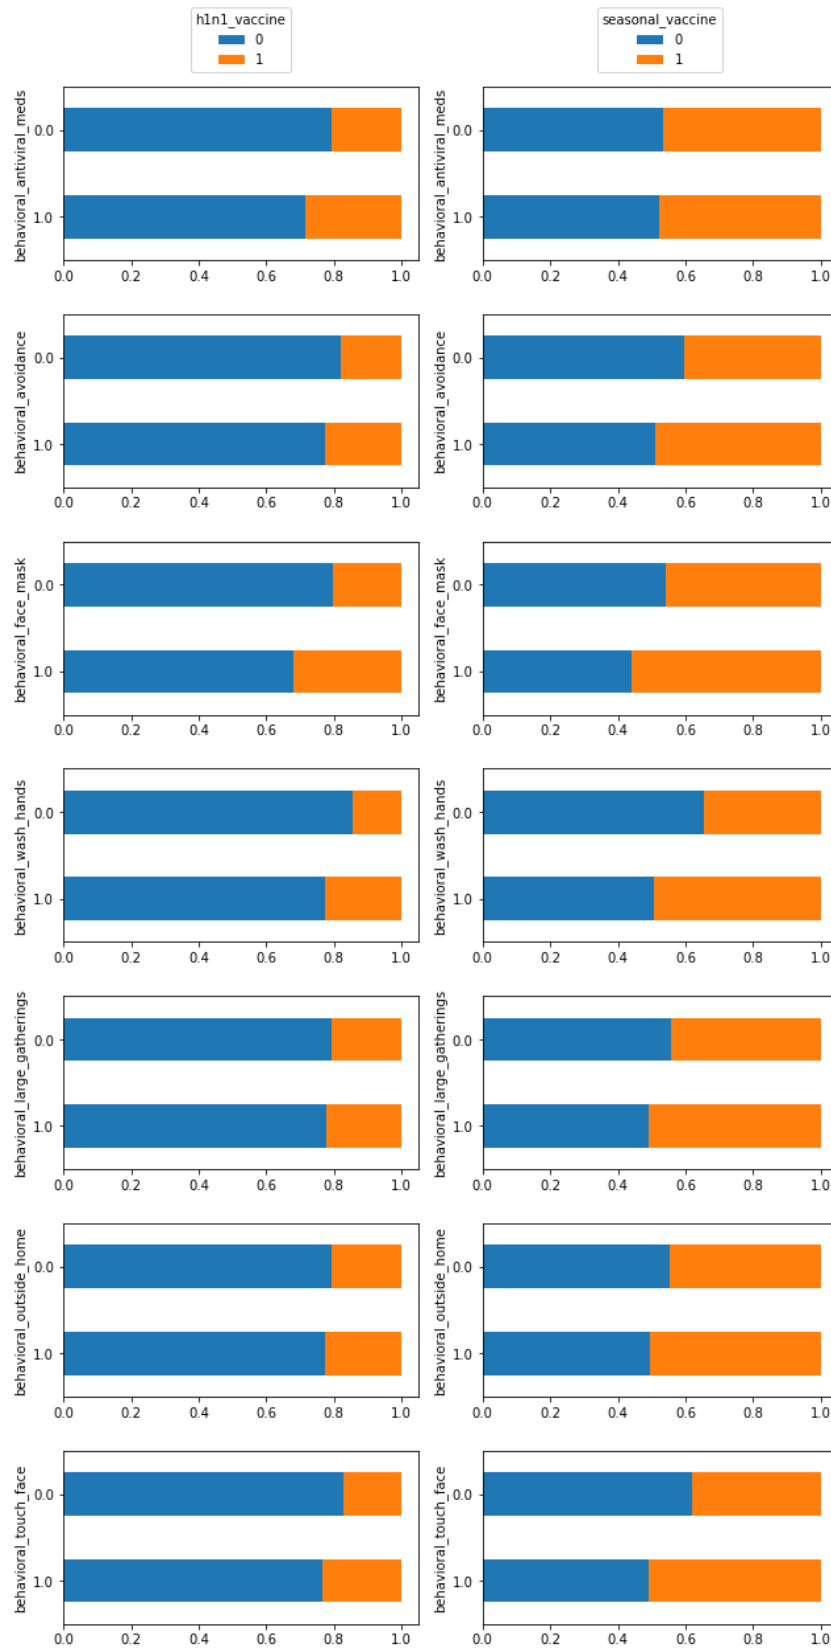 h1n1_vaccine
0
1
seasonal_vaccine
0
1
behavioral_antiviral_meds
0.0
1.0
0.0 0.2 0.4 0.6 0.8 1.0
behavioral_antiviral_meds
0.0
1.0
0.0 0.2 0.4 0.6 0.8 1.0
behavioral_avoidance
0.0
1.0
0.0 0.2 0.4 0.6 0.8 1.0
behavioral_avoidance
0.0
1.0
0.0 0.2 0.4 0.6 0.8 1.0
behavioral_face_mask
0.0
1.0
0.0 0.2 0.4 0.6 0.8 1.0
behavioral_face_mask
0.0
1.0
0.0 0.2 0.4 0.6 0.8 1.0
behavioral_wash_hands
0.0
1.0
0.0 0.2 0.4 0.6 0.8 1.0
behavioral_wash_hands
0.0
1.0
0.0 0.2 0.4 0.6 0.8 1.0
behavioral_large_gatherings
0.0
1.0
0.0 0.2 0.4 0.6 0.8 1.0
behavioral_large_gatherings
0.0
1.0
0.0 0.2 0.4 0.6 0.8 1.0
behavioral_outside_home
0.0
1.0
0.0 0.2 0.4 0.6 0.8 1.0
behavioral_outside_home
0.0
1.0
0.0 0.2 0.4 0.6 0.8 1.0
behavioral_touch_face
0.0
1.0
0.0 0.2 0.4 0.6 0.8 1.0
behavioral_touch_face
0.0
1.0
0.0 0.2 0.4 0.6 0.8 1.0